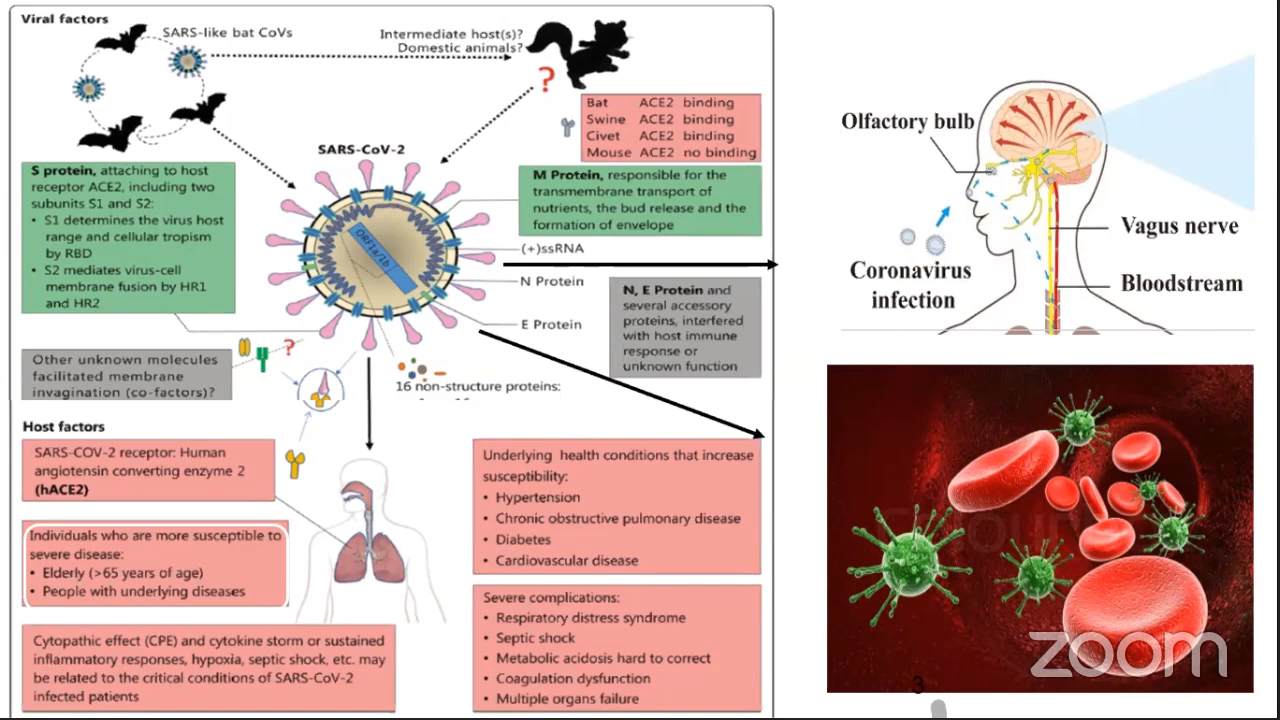 Viral factors
SARS-like bat CoVs
Intermediate host(s)?
Domestic animals?
?
Bat ACE2 binding
Swine ACE2 binding
Civet ACE2 binding
Mouse ACE2 no binding
SARS-CoV-2
S protein, attaching to host
receptor ACE2, including two
subunits S1 and S2:
• S1 determines the virus host
range and cellular tropism
by RBD
• S2 mediates virus-cell
membrane fusion by HR1
and HR2
M Protein, responsible for the
transmembrane transport of
nutrients, the bud release and the
formation of envelope
ORF1a/1b
(+)ssRNA
N Protein
E Protein
N, E Protein and
several accessory
proteins, interfered
with host immune
response or
unknown function
Other unknown molecules
facilitated membrane
invagination (co-factors)?
?
16 non-structure proteins:
Host factors
SARS-COV-2 receptor: Human
angiotensin converting enzyme 2
(hACE2)
Individuals who are more susceptible to
severe disease:
• Elderly (>65 years of age)
• People with underlying diseases
Cytopathic effect (CPE) and cytokine storm or sustained
inflammatory responses, hypoxia, septic shock, etc. may
be related to the critical conditions of SARS-CoV-2
infected patients
Underlying health conditions that increase
susceptibility:
• Hypertension
• Chronic obstructive pulmonary disease
• Diabetes
• Cardiovascular disease
Severe complications:
• Respiratory distress syndrome
• Septic shock
• Metabolic acidosis hard to correct
• Coagulation dysfunction
• Multiple organs failure
Olfactory bulb
Vagus nerve
Coronavirus
infection
Bloodstream
zoom
3